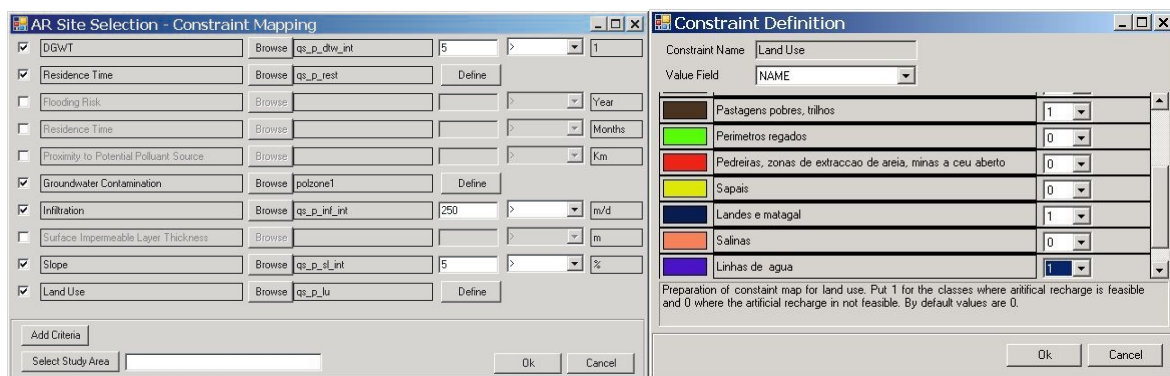 AR Site Selection - Constraint Mapping
DGWT Browse qs_p_dtw_int 5 > 1
Residence Time Browse qs_p_rest Define
Flooding Risk Browse > Year
Residence Time Browse > Months
Proximity to Potential Polluant Source Browse > Km
Groundwater Contamination Browse polzone1 Define
Infiltration Browse qs_p_inf_int 250 > m/d
Surface Impermeable Layer Thickness Browse > m
Slope Browse qs_p_sl_int 5 > %
Land Use Browse qs_p_lu Define
Add Criteria
Select Study Area Ok Cancel
Constraint Definition
Constraint Name Land Use
Value Field NAME
Pastagens pobres, trilhos 1
Perimetros regados 0
Pedreiras, zonas de extraccao de areia, minas a ceu aberto 0
Sapais 0
Landes e matagal 1
Salinas 0
Linhas de agua 1
Preparation of constaint map for land use. Put 1 for the classes where aritifical recharge is feasible
and 0 where the artificial recharge in not feasible. By default values are 0.
Ok Cancel